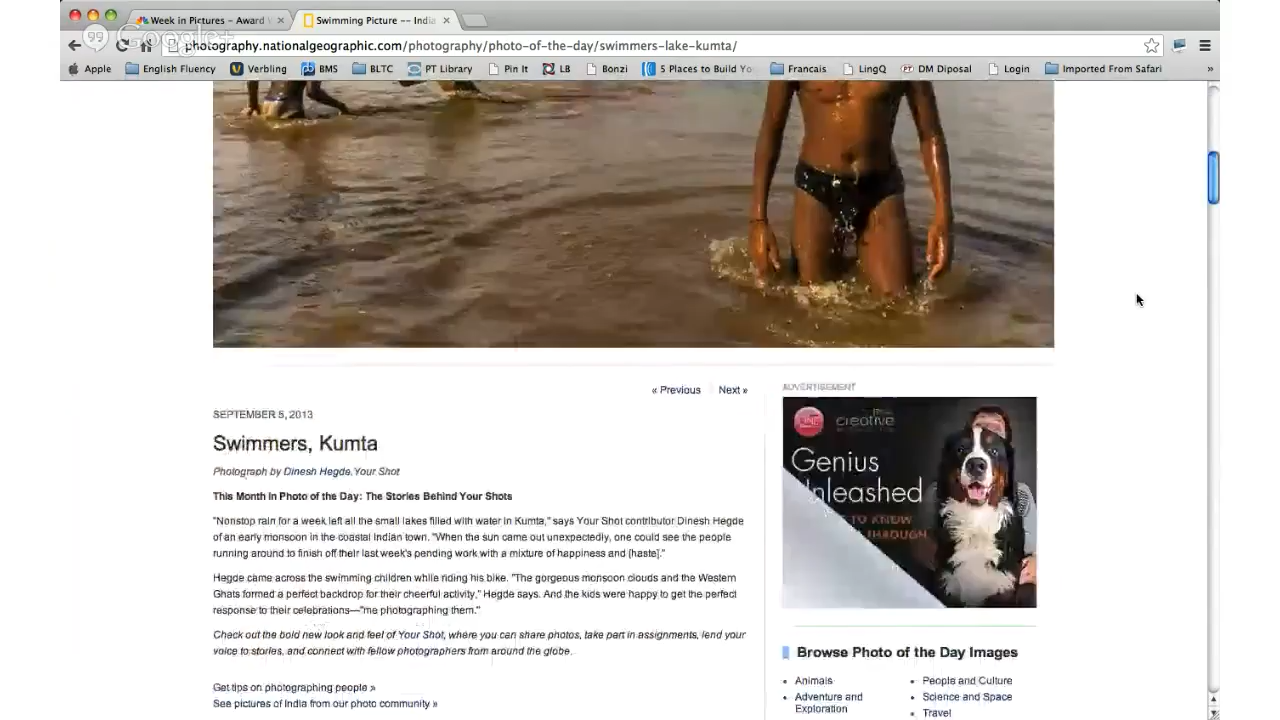 Week in Pictures – Award
Swimming Picture -- India
Google+
photography.nationalgeographic.com/photography/photo-of-the-day/swimmers-lake-kumta/
Apple English Fluency Verbling BMS BLTC PT Library Pin It LB Bonzi 5 Places to Build Yo Francais LingQ DM Diposal Login Imported From Safari »
« Previous Next »
ADVERTISEMENT
SEPTEMBER 5, 2013
Swimmers, Kumta
Photograph by Dinesh Hegde, Your Shot
This Month in Photo of the Day: The Stories Behind Your Shots
"Nonstop rain for a week left all the small lakes filled with water in Kumta," says Your Shot contributor Dinesh Hegde
of an early monsoon in the coastal Indian town. "When the sun came out unexpectedly, one could see the people
running around to finish off their last week's pending work with a mixture of happiness and [haste]."
Hegde came across the swimming children while riding his bike. "The gorgeous monsoon clouds and the Western
Ghats formed a perfect backdrop for their cheerful activity," Hegde says. And the kids were happy to get the perfect
response to their celebrations—"me photographing them."
Check out the bold new look and feel of Your Shot, where you can share photos, take part in assignments, lend your
voice to stories, and connect with fellow photographers from around the globe.
Get tips on photographing people »
See pictures of India from our photo community »
creative
Genius
Unleashed
TO KNOW
THROUGH
Browse Photo of the Day Images
Animals
Adventure and
Exploration
People and Culture
Science and Space
Travel